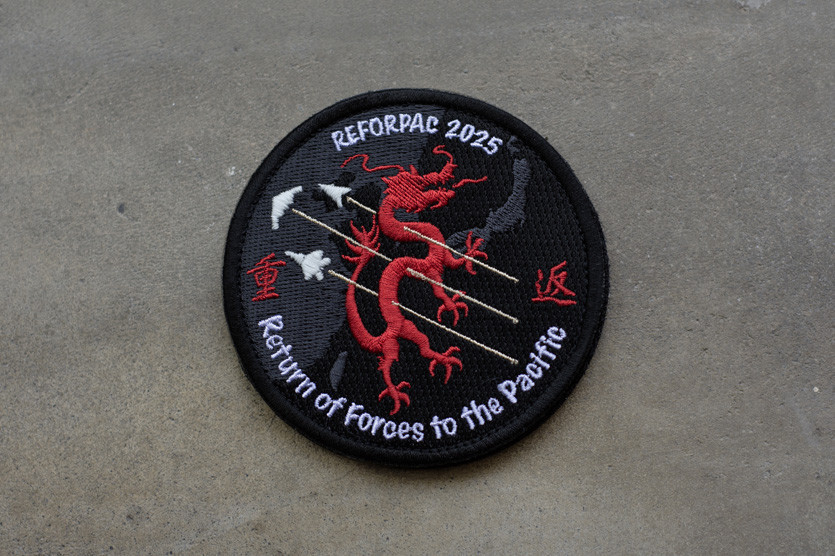 REFORPAC 2025
重
返
Return of Forces to the Pacific